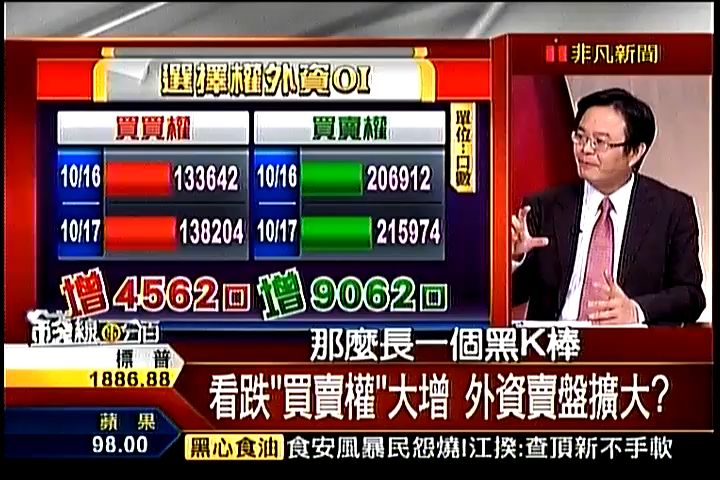 非凡新聞
選擇權外資OI
單位:口數
買買權
買賣權
10/16 133642
10/16 206912
10/17 138204
10/17 215974
增4562口
增9062口
標普
1886.88
那麼長一個黑K棒
看跌"買賣權"大增 外資賣盤擴大?
蘋果
98.00
黑心食油 食安風暴民怨燒!江揆:查頂新不手軟